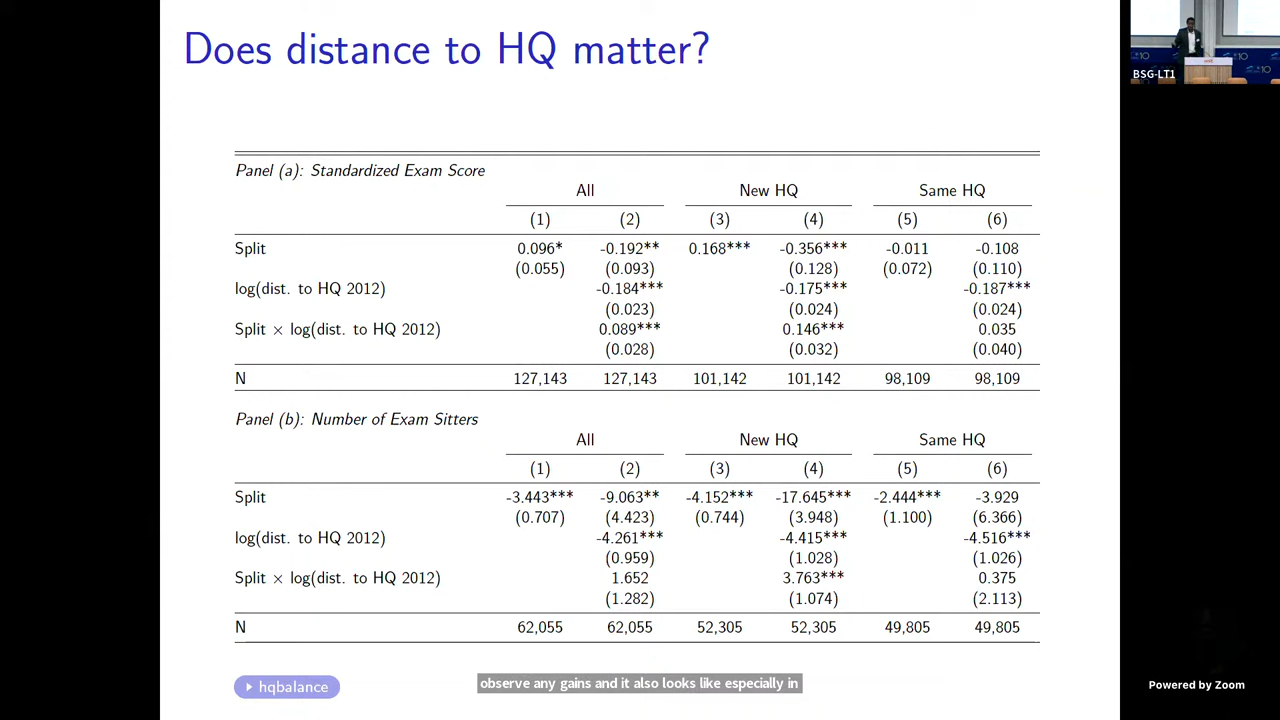 Does distance to HQ matter?
BSG-LT1
Panel (a): Standardized Exam Score
All New HQ Same HQ
(1) (2) (3) (4) (5) (6)
Split 0.096* -0.192** 0.168*** -0.356*** -0.011 -0.108
(0.055) (0.093) (0.128) (0.072) (0.110)
log(dist. to HQ 2012) -0.184*** -0.175*** -0.187***
(0.023) (0.024) (0.024)
Split × log(dist. to HQ 2012) 0.089*** 0.146*** 0.035
(0.028) (0.032) (0.040)
N 127,143 127,143 101,142 101,142 98,109 98,109
Panel (b): Number of Exam Sitters
All New HQ Same HQ
(1) (2) (3) (4) (5) (6)
Split -3.443*** -9.063** -4.152*** -17.645*** -2.444*** -3.929
(0.707) (4.423) (0.744) (3.948) (1.100) (6.366)
log(dist. to HQ 2012) -4.261*** -4.415*** -4.516***
(0.959) (1.028) (1.026)
Split × log(dist. to HQ 2012) 1.652 3.763*** 0.375
(1.282) (1.074) (2.113)
N 62,055 62,055 52,305 52,305 49,805 49,805
hqbalance
observe any gains and it also looks like especially in
Powered by Zoom